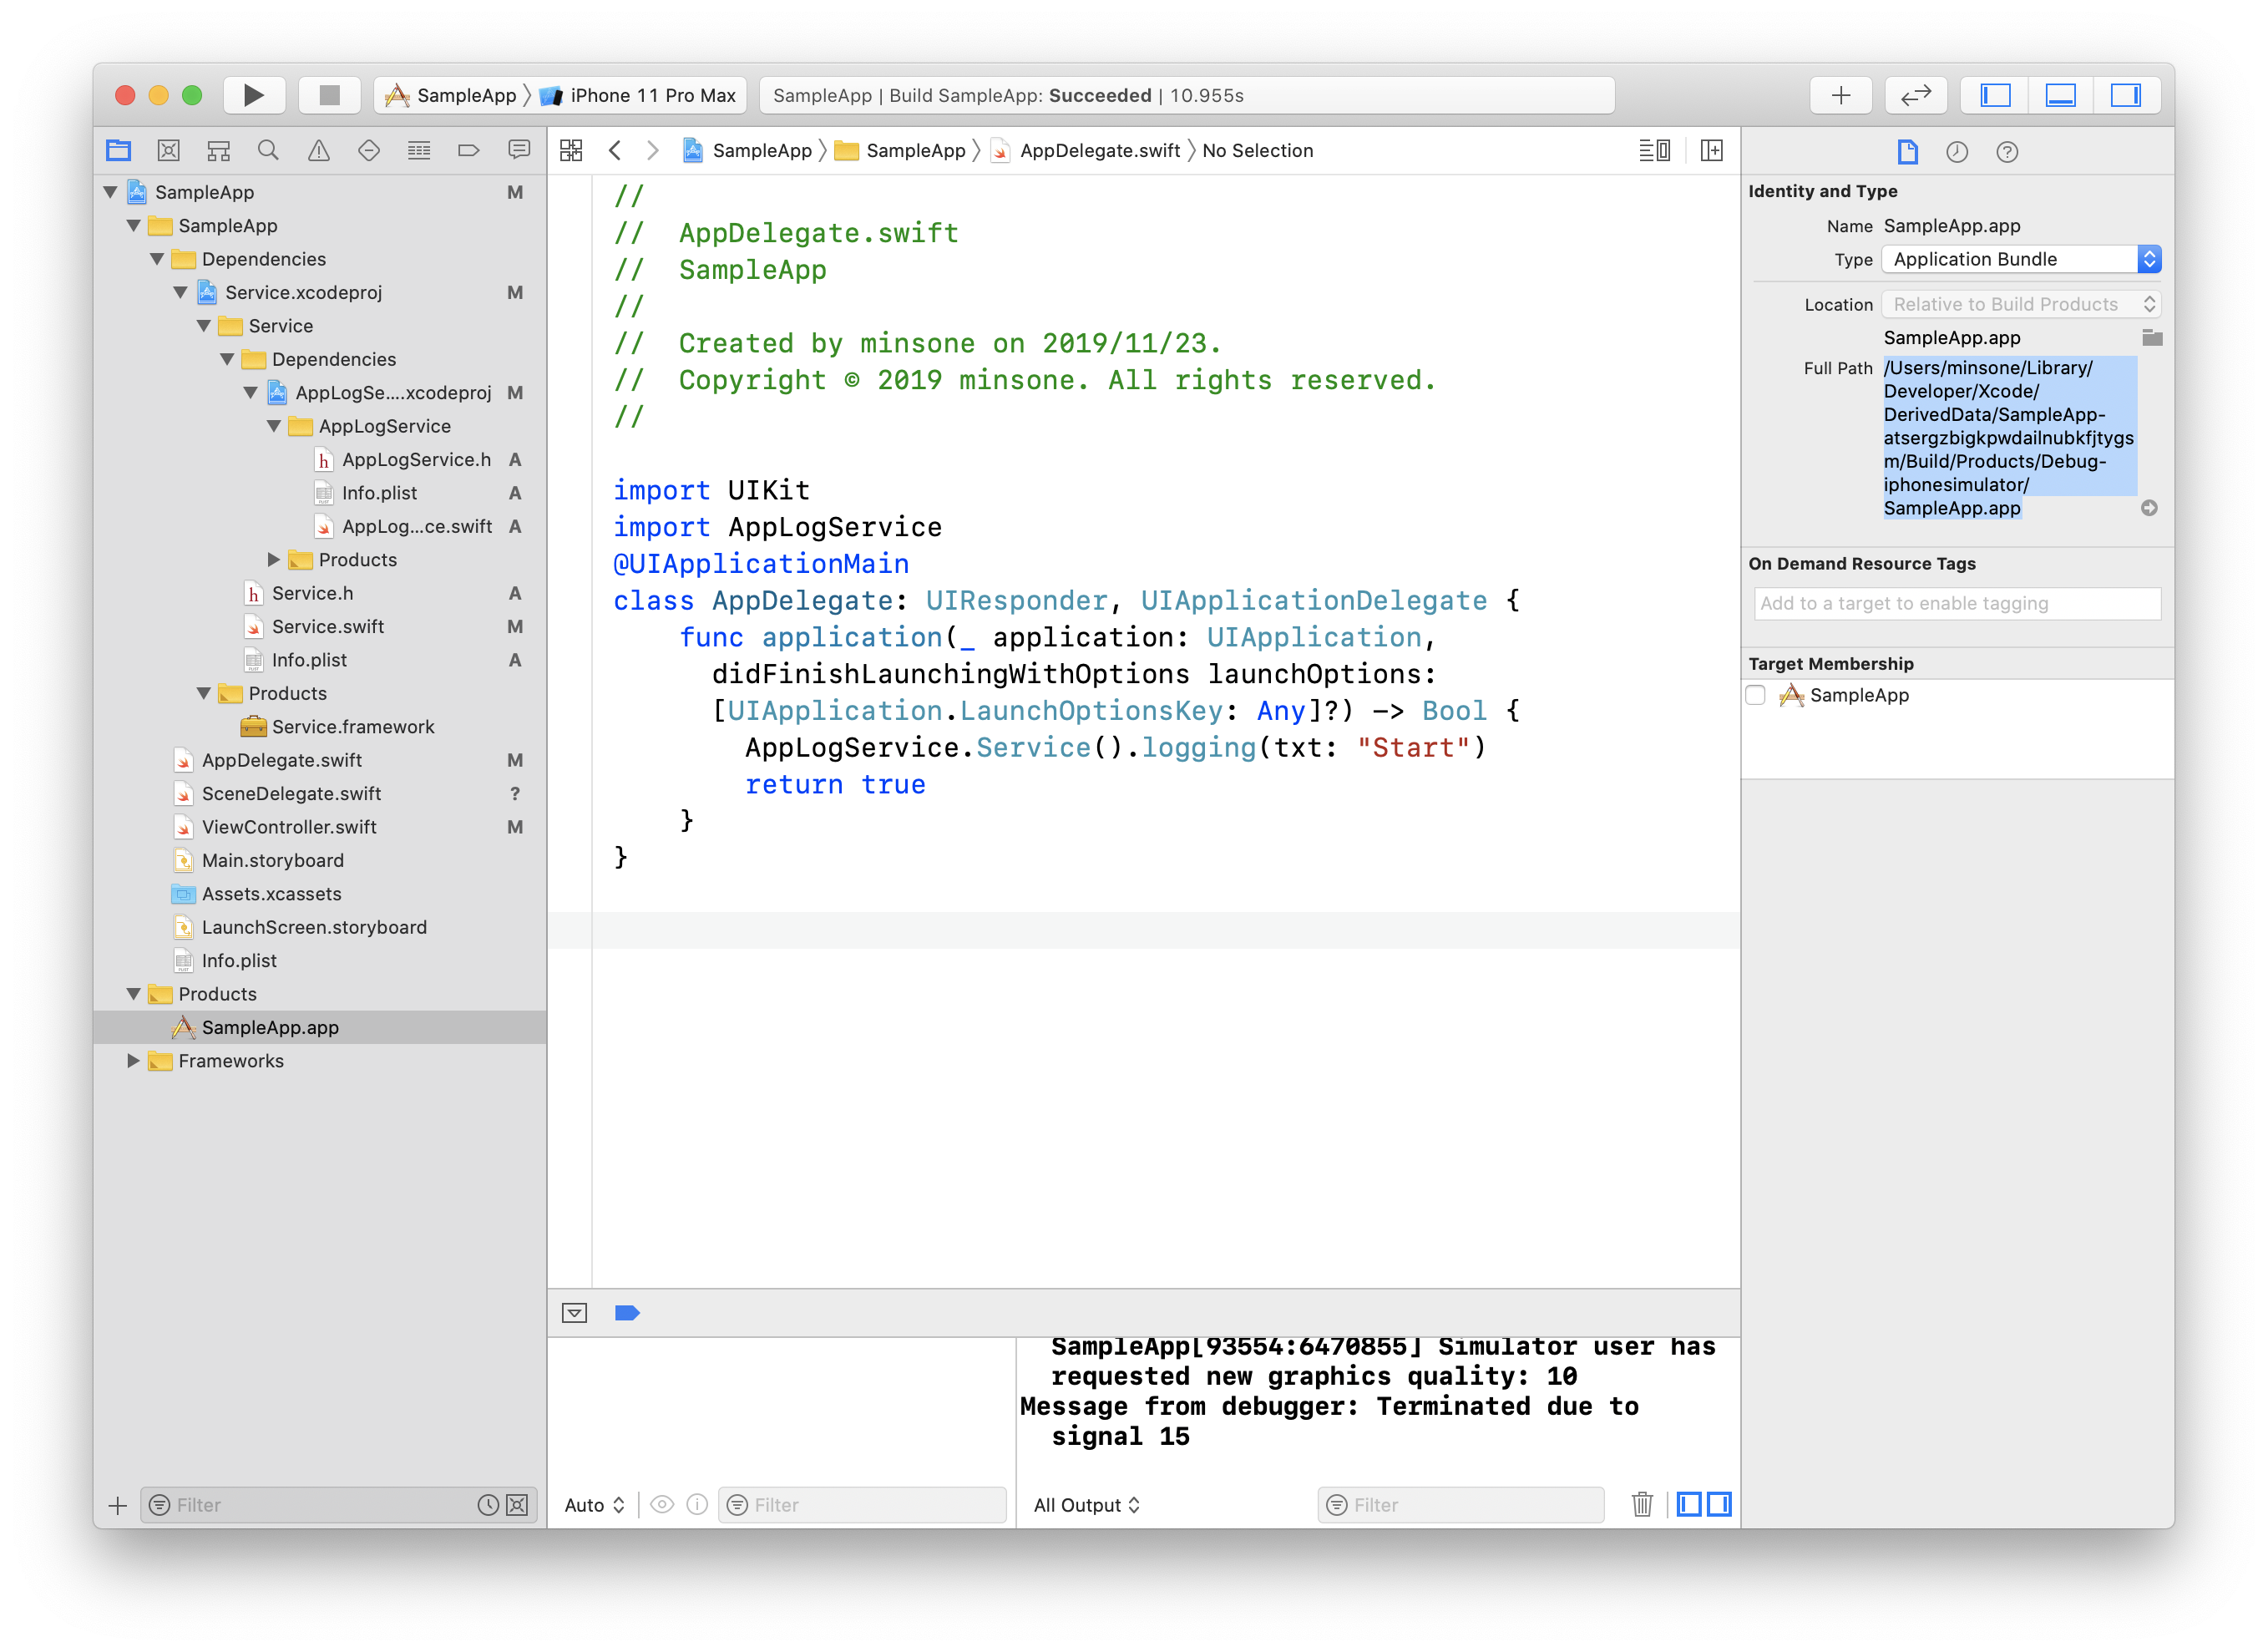 SampleApp 〉 iPhone 11 Pro Max
SampleApp | Build SampleApp: Succeeded | 10.955s
SampleApp M
SampleApp
Dependencies
Service.xcodeproj M
Service
Dependencies
AppLogSe....xcodeproj M
AppLogService
h AppLogService.h A
Info.plist A
AppLog...ce.swift A
Products
h Service.h A
Service.swift M
Info.plist A
Products
Service.framework
AppDelegate.swift M
SceneDelegate.swift ?
ViewController.swift M
Main.storyboard
Assets.xcassets
LaunchScreen.storyboard
Info.plist
Products
SampleApp.app
Frameworks
Filter
SampleApp 〉 SampleApp 〉 AppDelegate.swift 〉 No Selection
//
//  AppDelegate.swift
//  SampleApp
//
//  Created by minsone on 2019/11/23.
//  Copyright © 2019 minsone. All rights reserved.
//
import UIKit
import AppLogService
@UIApplicationMain
class AppDelegate: UIResponder, UIApplicationDelegate {
func application(_ application: UIApplication,
didFinishLaunchingWithOptions launchOptions:
[UIApplication.LaunchOptionsKey: Any]?) -> Bool {
AppLogService.Service().logging(txt: "Start")
return true
}
}
Auto
Filter
SampleApp[93554:6470855] Simulator user has
requested new graphics quality: 10
Message from debugger: Terminated due to
signal 15
All Output
Filter
Identity and Type
Name SampleApp.app
Type Application Bundle
Location Relative to Build Products
SampleApp.app
Full Path /Users/minsone/Library/
Developer/Xcode/
DerivedData/SampleApp-
atsergzbigkpwdailnubkfjtygs
m/Build/Products/Debug-
iphonesimulator/
SampleApp.app
On Demand Resource Tags
Add to a target to enable tagging
Target Membership
SampleApp